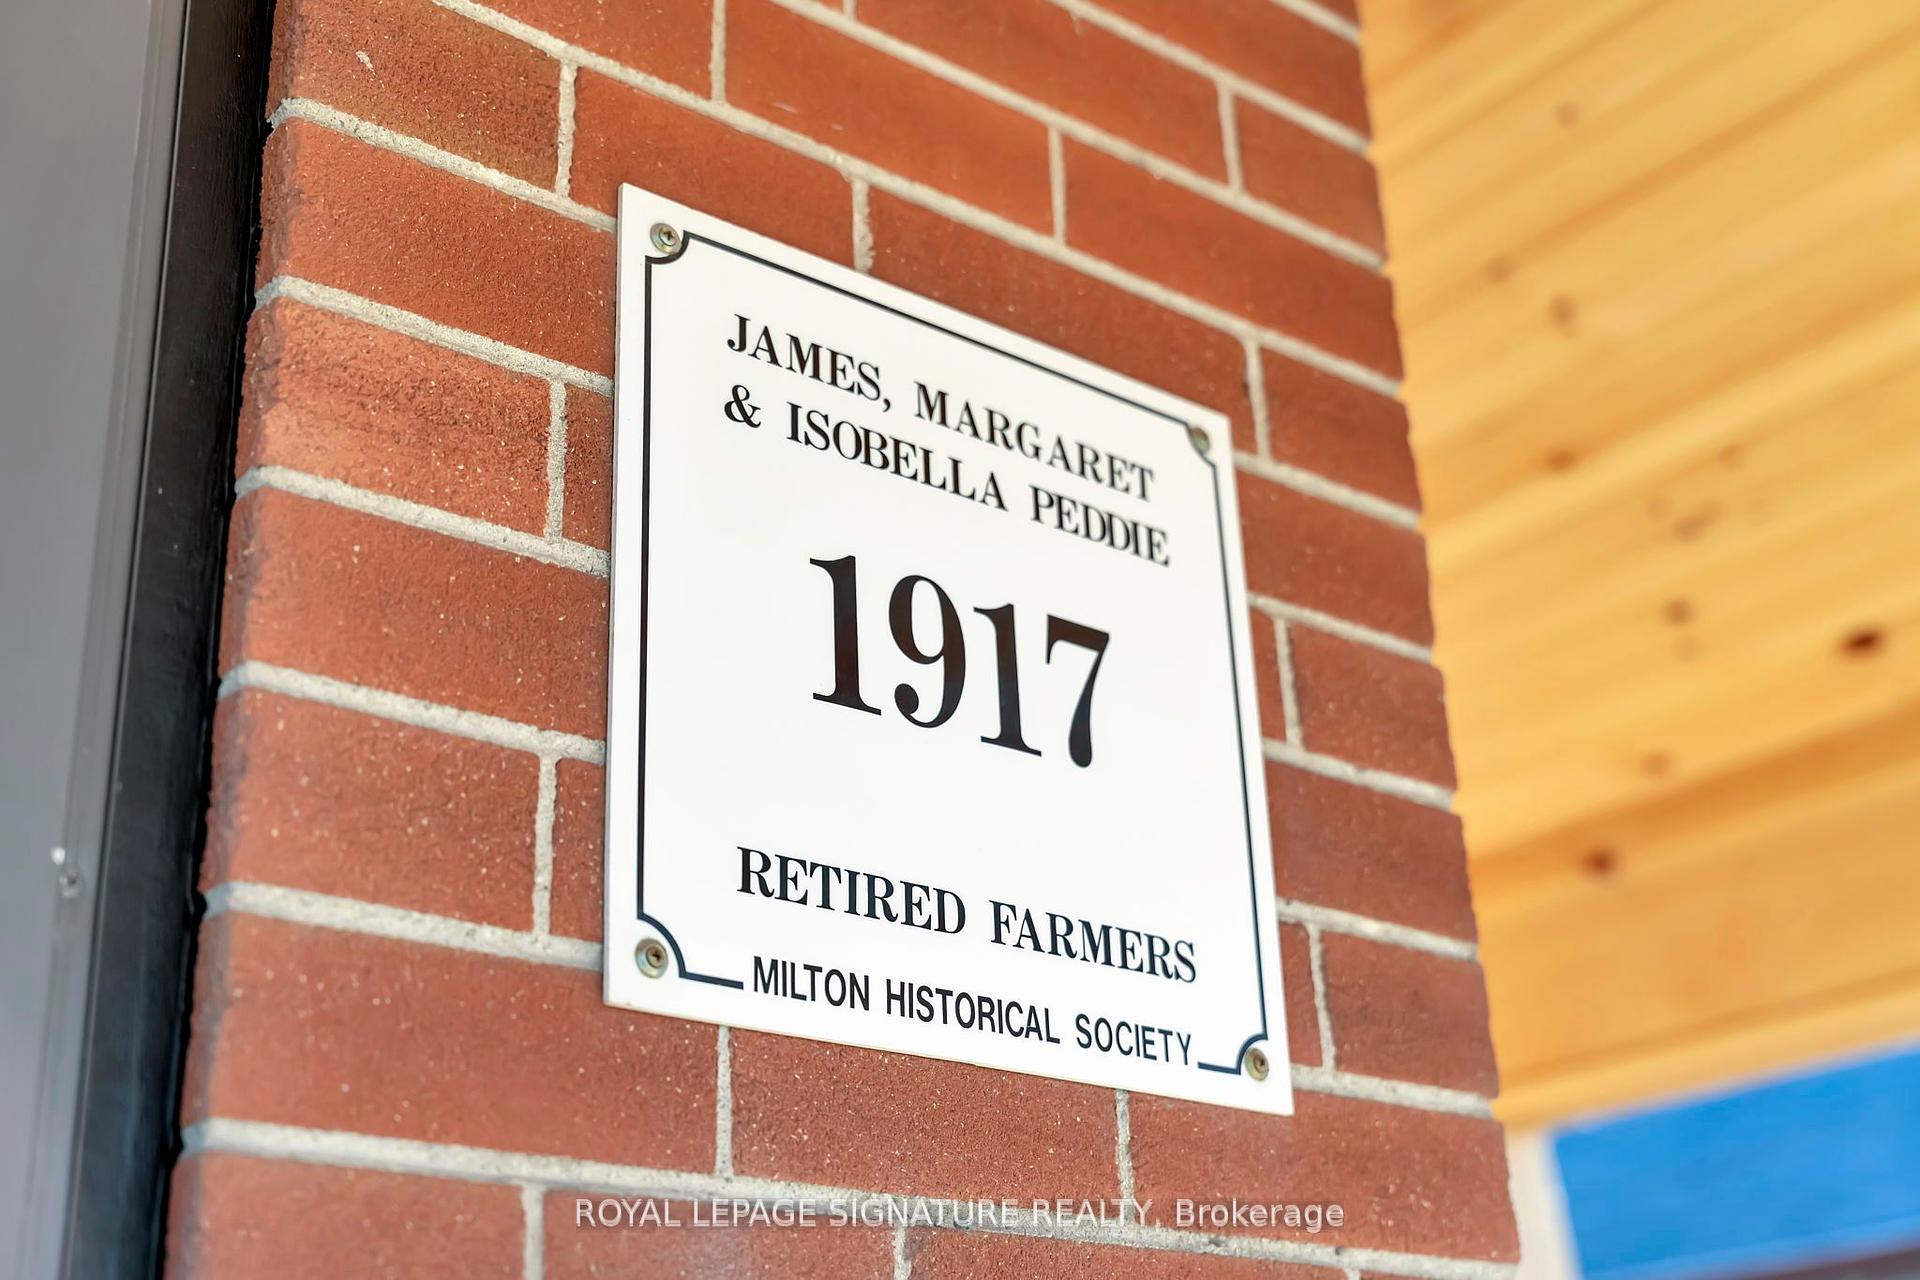 JAMES, MARGARET
& ISOBELLA PEDDIE
1917
RETIRED FARMERS
MILTON HISTORICAL SOCIETY
ROYAL LEPAGE SIGNATURE REALTY, Brokerage